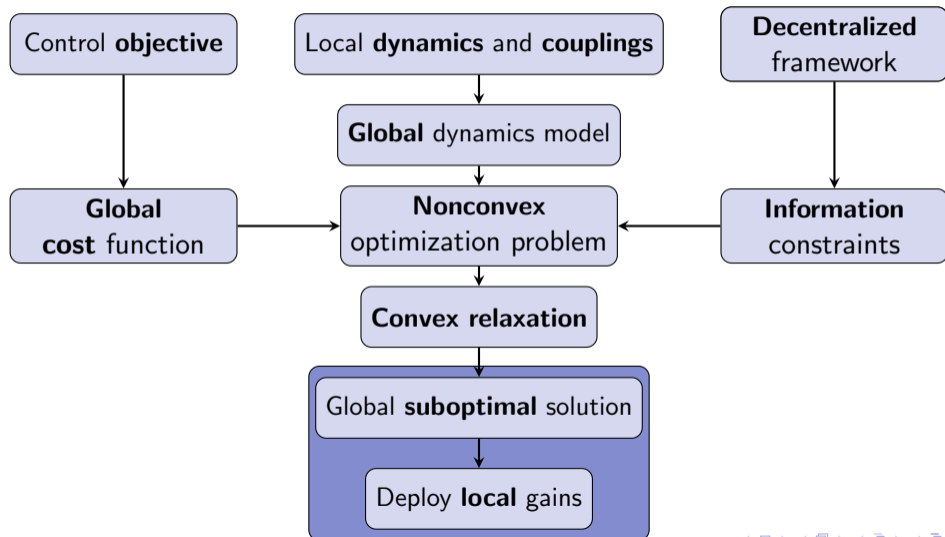 Control objective
Local dynamics and couplings
Decentralized
framework
Global dynamics model
Global
cost function
Nonconvex
optimization problem
Information
constraints
Convex relaxation
Global suboptimal solution
Deploy local gains